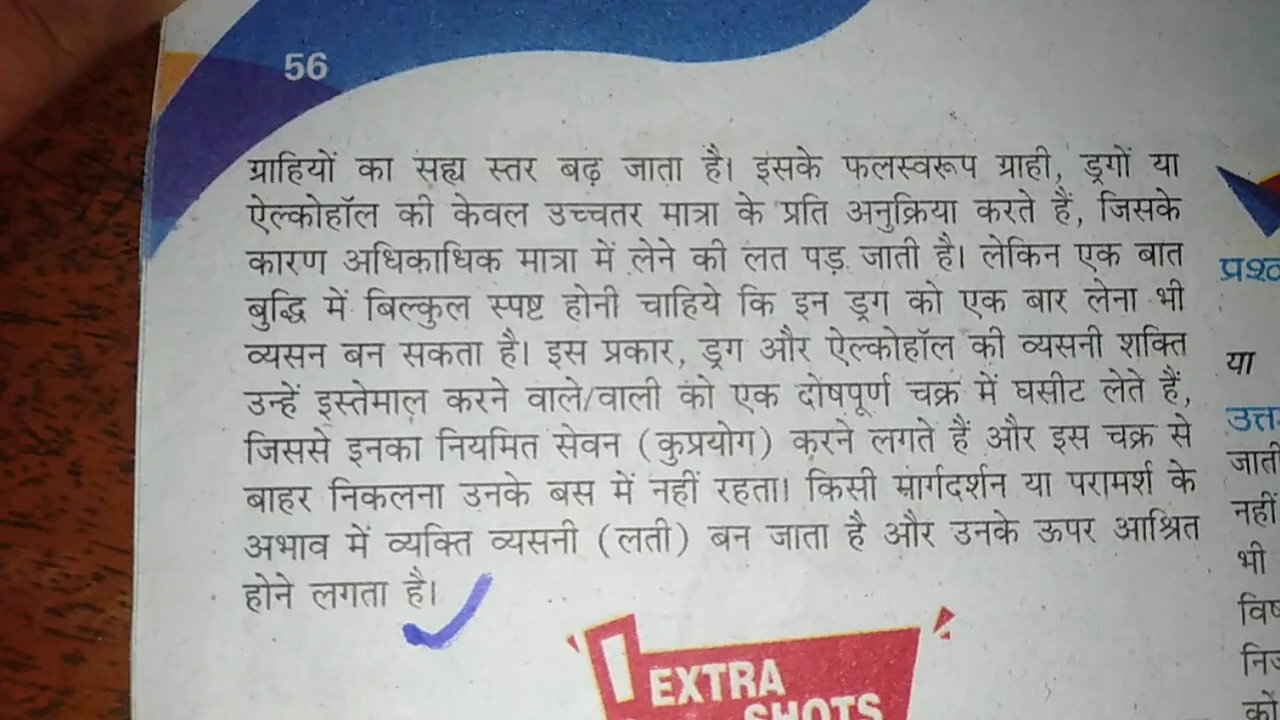 56
ग्राहियों का सह्य स्तर बढ़ जाता है। इसके फलस्वरूप ग्राही, ड्रगों या
ऐल्कोहॉल की केवल उच्चतर मात्रा के प्रति अनुक्रिया करते हैं, जिसके
कारण अधिकाधिक मात्रा में लेने की लत पड़ जाती है। लेकिन एक बात
बुद्धि में बिल्कुल स्पष्ट होनी चाहिये कि इन ड्रग को एक बार लेना भी
व्यसन बन सकता है। इस प्रकार, ड्रग और ऐल्कोहॉल की व्यसनी शक्ति
उन्हें इस्तेमाल करने वाले/वाली को एक दोषपूर्ण चक्र में घसीट लेते हैं,
जिससे इनका नियमित सेवन (कुप्रयोग) करने लगते हैं और इस चक्र से
बाहर निकलना उनके बस में नहीं रहता। किसी मार्गदर्शन या परामर्श के
अभाव में व्यक्ति व्यसनी (लती) बन जाता है और उनके ऊपर आश्रित
होने लगता है।
EXTRA
SHOTS
या
जाती
नहीं
भी